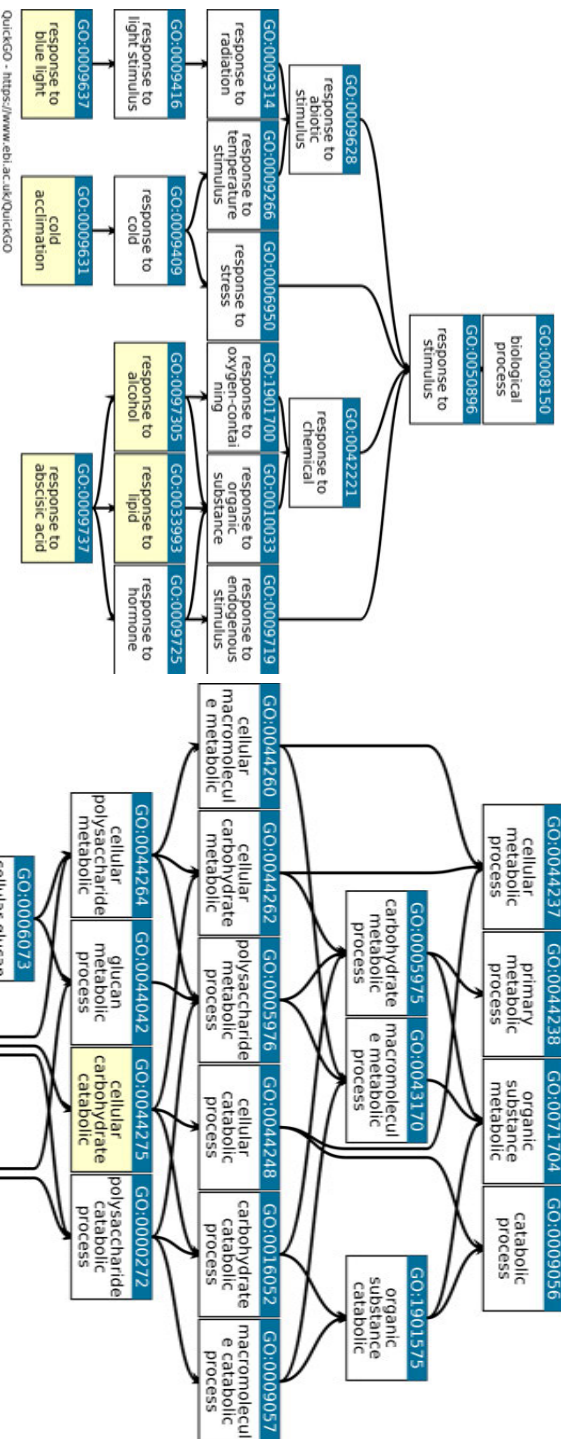 GO:0008150
biological
process
GO:0050896
response to
stimulus
GO:0009628
response to
abiotic
stimulus
GO:0042221
response to
chemical
GO:0009314
response to
radiation
GO:0009266
response to
temperature
stimulus
GO:0006950
response to
stress
GO:1901700
response to
oxygen-contai
ning
GO:0010033
response to
organic
substance
GO:0009719
response to
endogenous
stimulus
GO:0009416
response to
light stimulus
GO:0009409
response to
cold
GO:0097305
response to
alcohol
GO:0033993
response to
lipid
GO:0009725
response to
hormone
GO:0009637
response to
blue light
GO:0009631
cold
acclimation
GO:0009737
response to
abscisic acid
QuickGO - https://www.ebi.ac.uk/QuickGO
GO:0044237
cellular
metabolic
process
GO:0044238
primary
metabolic
process
GO:0071704
organic
substance
metabolic
GO:0009056
catabolic
process
GO:0005975
carbohydrate
metabolic
process
GO:0043170
macromolecul
e metabolic
process
GO:1901575
organic
substance
catabolic
GO:0044260
cellular
macromolecul
e metabolic
GO:0044262
cellular
carbohydrate
metabolic
GO:0005976
polysaccharide
metabolic
process
GO:0044248
cellular
catabolic
process
GO:0016052
carbohydrate
catabolic
process
GO:0009057
macromolecul
e catabolic
process
GO:0044264
cellular
polysaccharide
metabolic
GO:0044042
glucan
metabolic
process
GO:0044275
cellular
carbohydrate
catabolic
GO:0000272
polysaccharide
catabolic
process
GO:0006073
cellular glucan